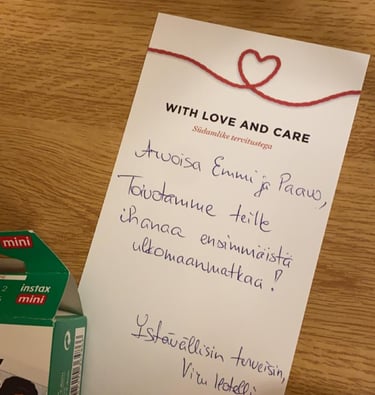 WITH LOVE AND CARE
Südamlike tervitustega
Arvoisa Emmi ja Paavo,
Toivotamme teille
ihanaa ensimmäistä
ulkomaanmatkaa!
Ystävällisin terveisin,
Viru Hotelli
mini
instax
mini